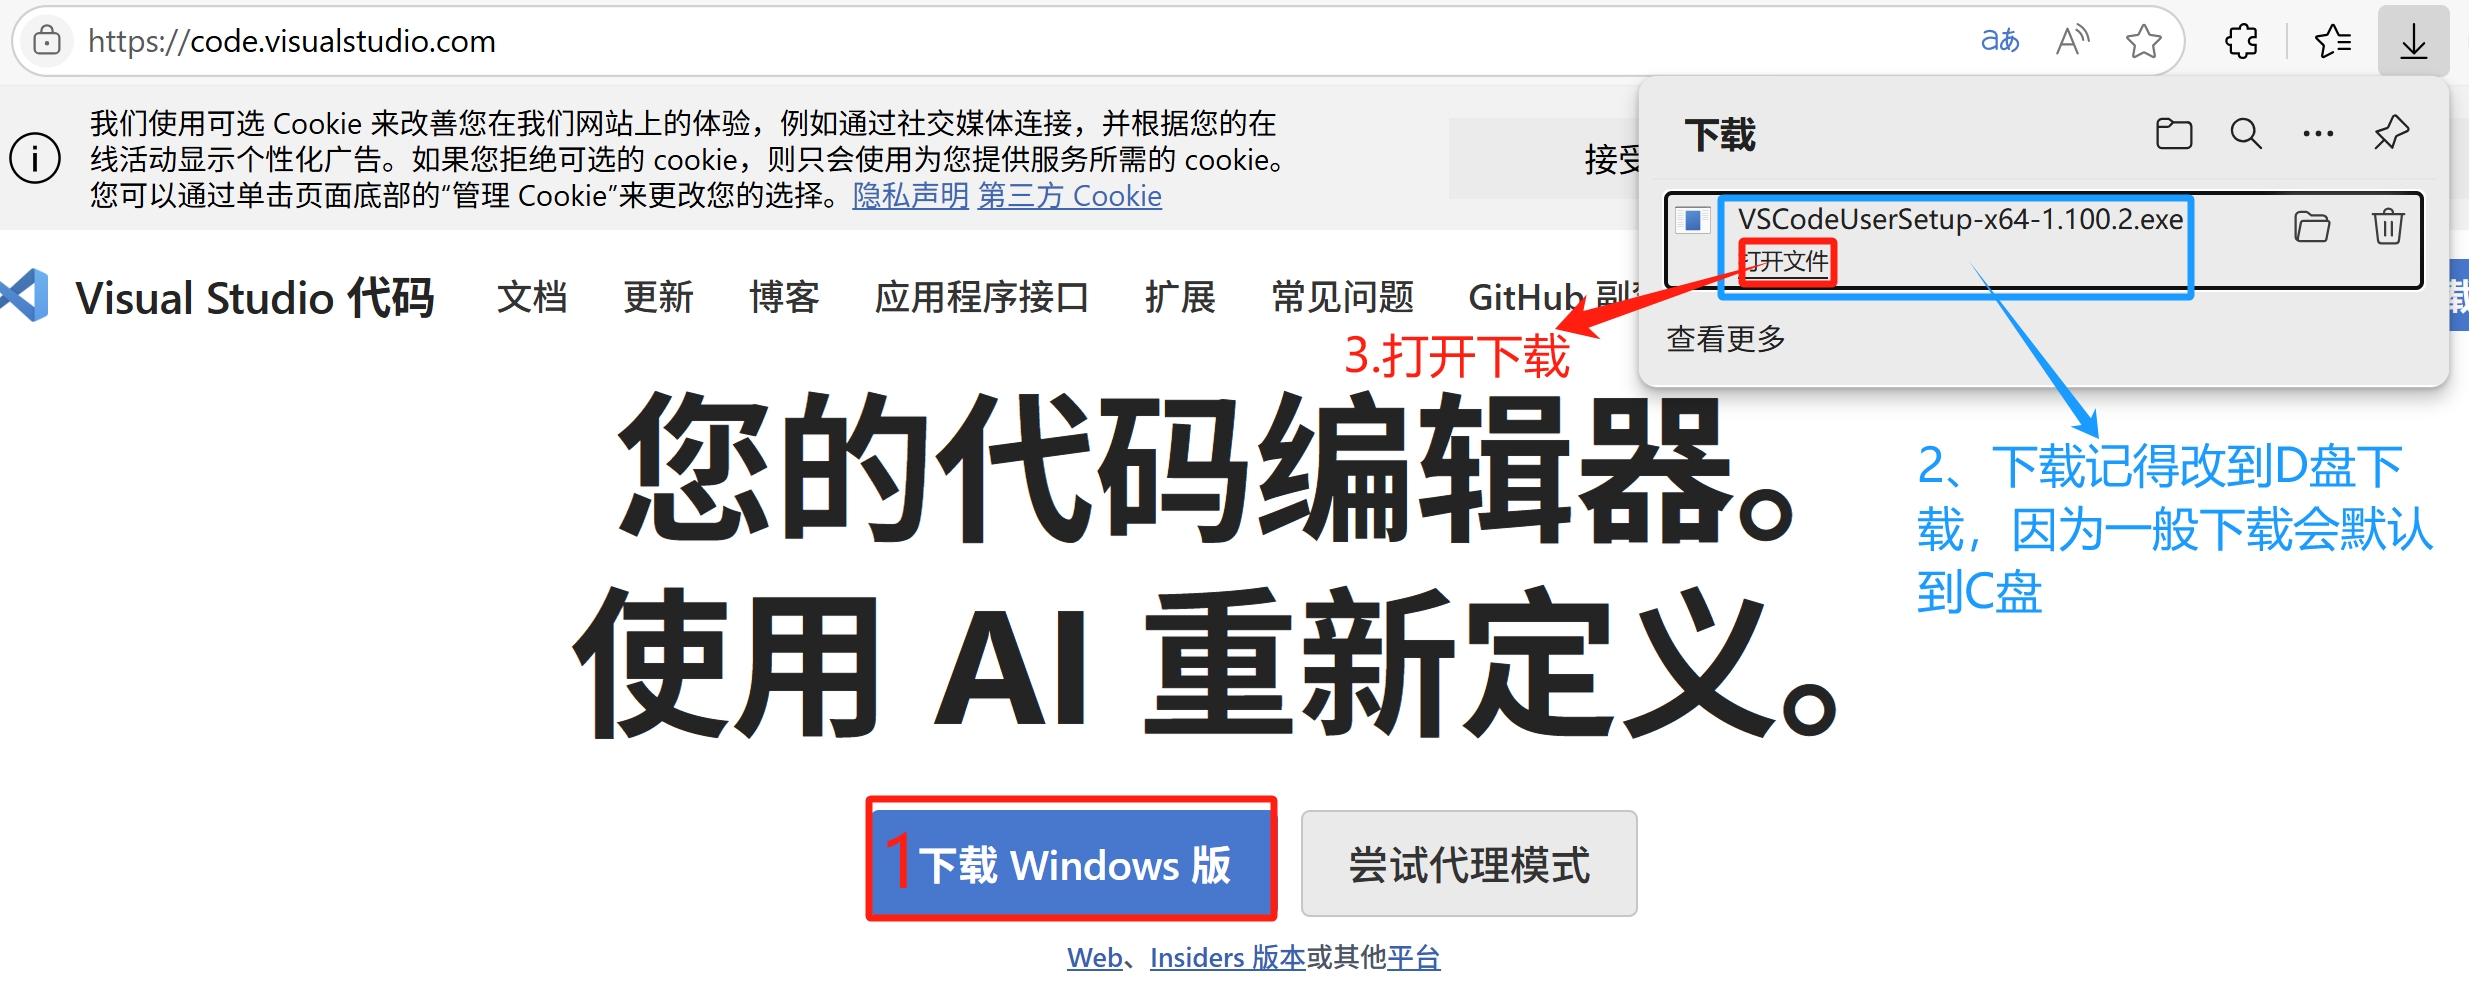 https://code.visualstudio.com
aあ
A
下载
我们使用可选 Cookie 来改善您在我们网站上的体验，例如通过社交媒体连接，并根据您的在
线活动显示个性化广告。如果您拒绝可选的 cookie，则只会使用为您提供服务所需的 cookie。
您可以通过单击页面底部的“管理 Cookie”来更改您的选择。隐私声明 第三方 Cookie
接受
VSCodeUserSetup-x64-1.100.2.exe
打开文件
查看更多
Visual Studio 代码
文档
更新
博客
应用程序接口
扩展
常见问题
GitHub 副
载
3.打开下载
2、下载记得改到D盘下
载，因为一般下载会默认
到C盘
您的代码编辑器。
使用 AI 重新定义。
1下载 Windows 版
尝试代理模式
Web、Insiders 版本或其他平台